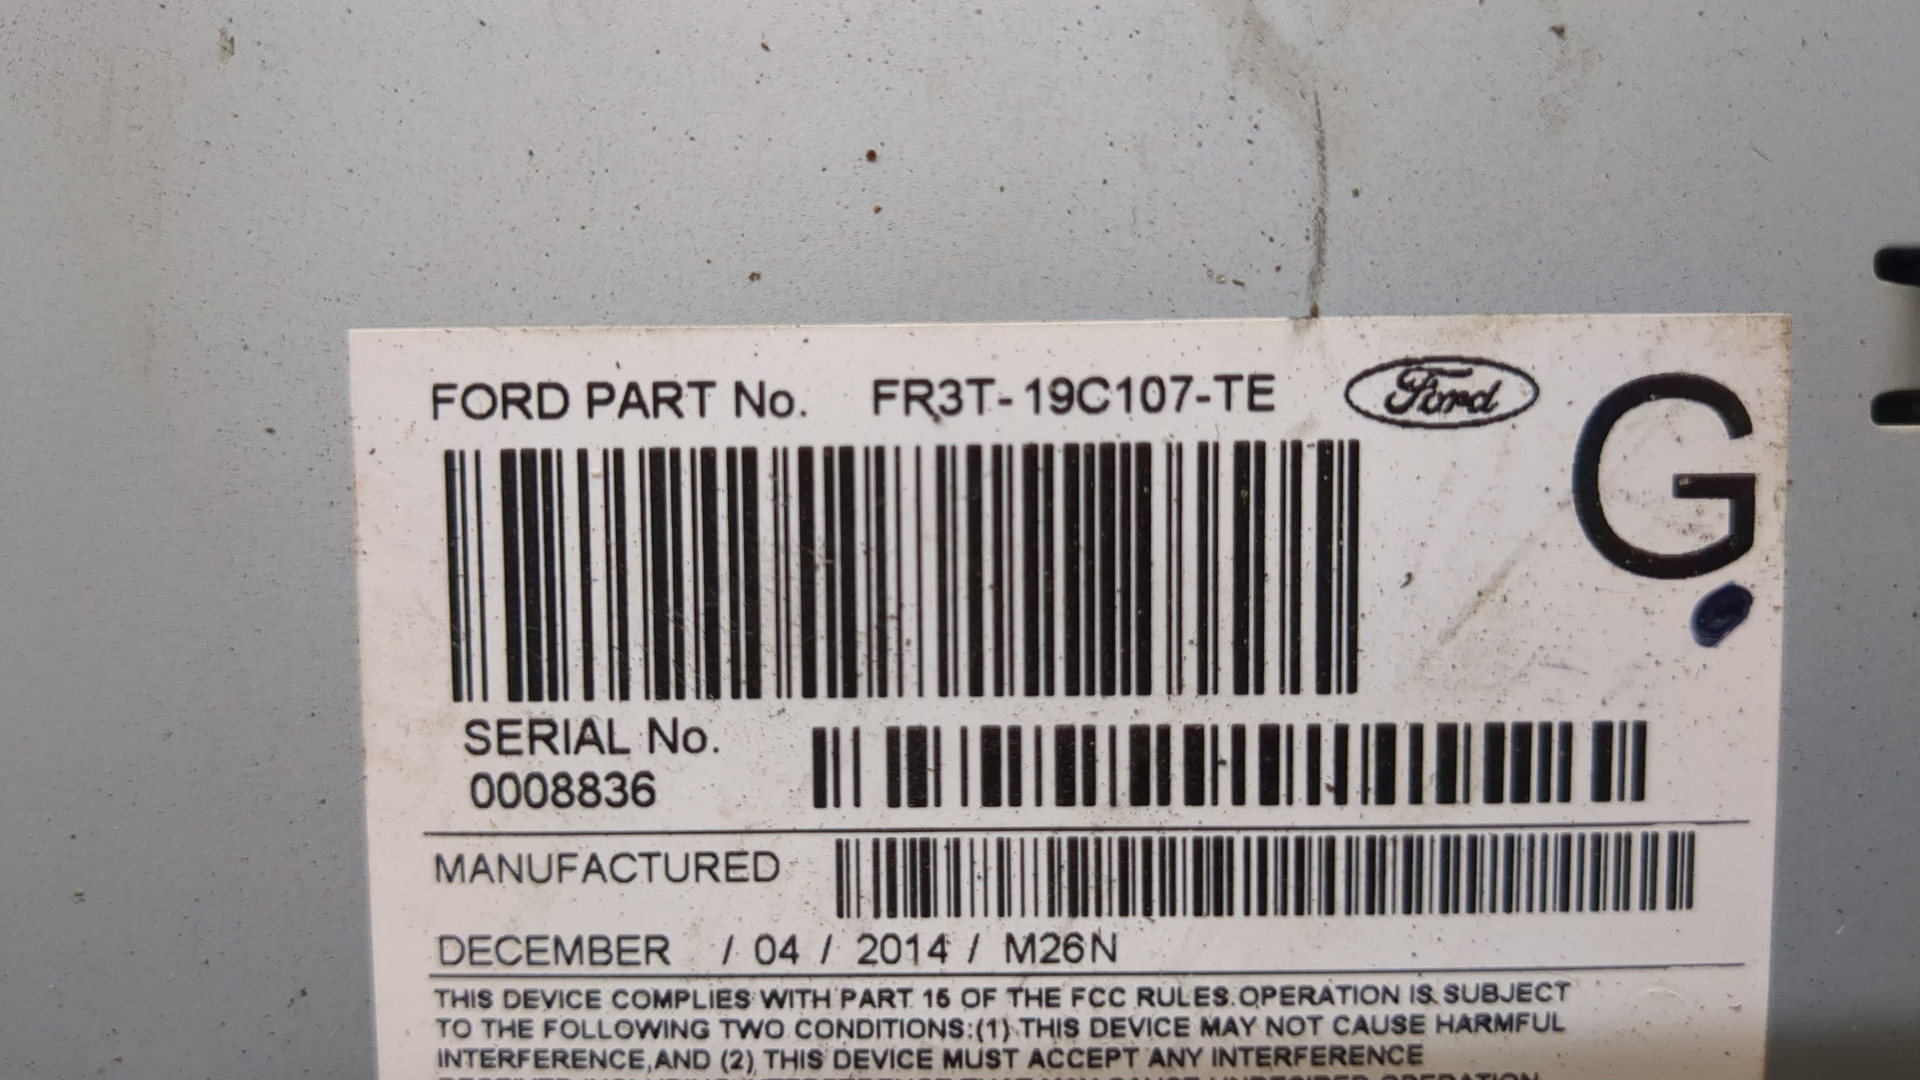 FORD PART No. FR3T-19C107-TE Ford
G
SERIAL No.
0008836
MANUFACTURED
DECEMBER / 04 / 2014 / M26N
THIS DEVICE COMPLIES WITH PART 15 OF THE FCC RULES.OPERATION IS SUBJECT
TO THE FOLLOWING TWO CONDITIONS:(1) THIS DEVICE MAY NOT CAUSE HARMFUL
INTERFERENCE,AND (2) THIS DEVICE MUST ACCEPT ANY INTERFERENCE